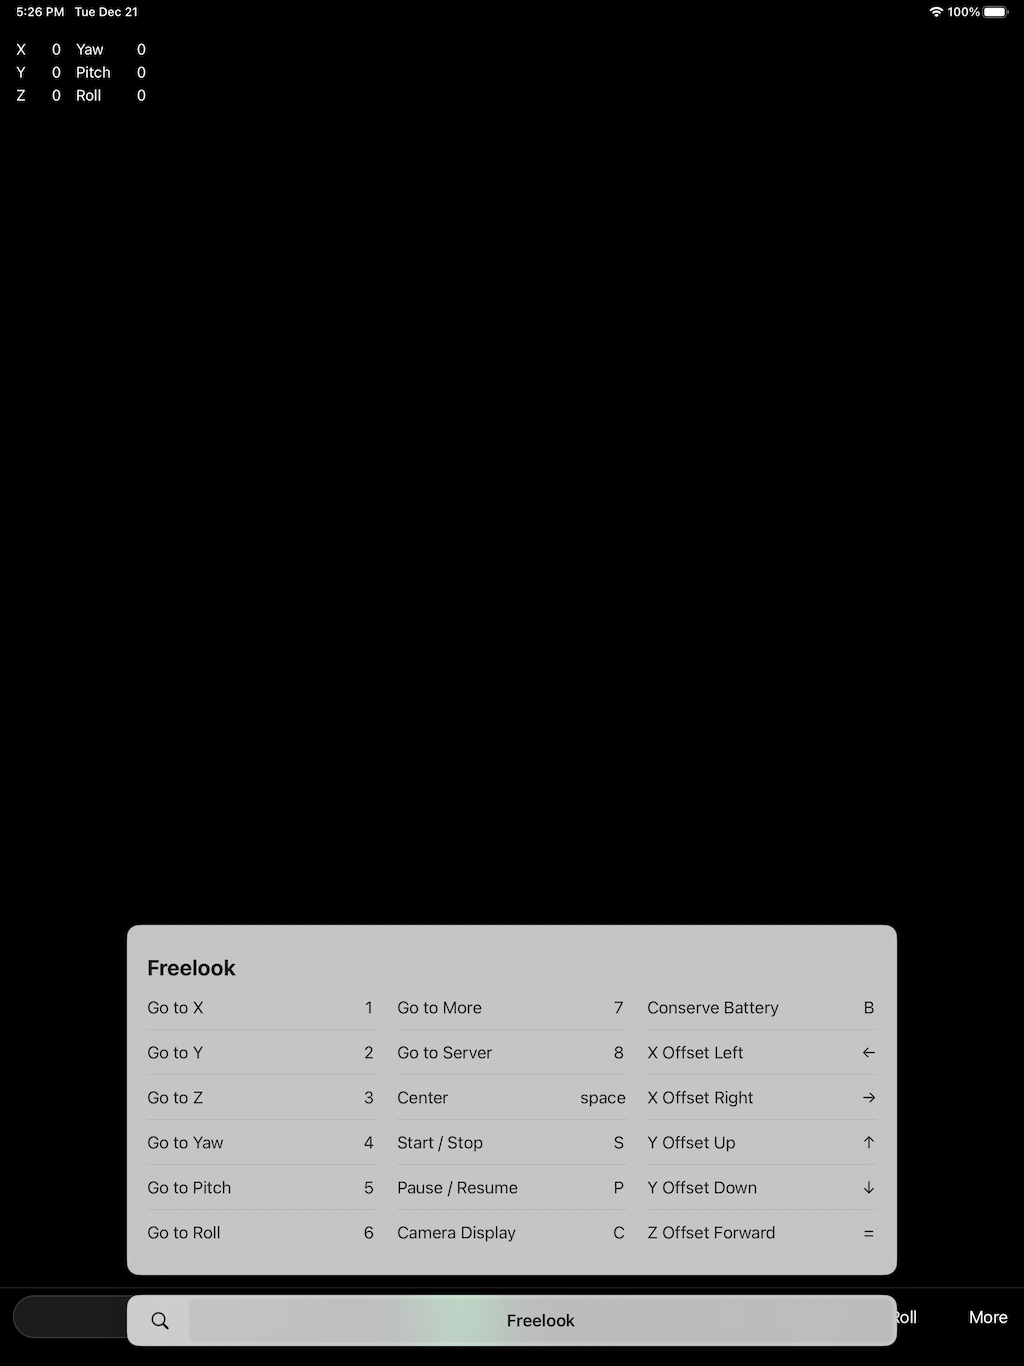 5:26 PM Tue Dec 21 100%
X 0 Yaw 0
Y 0 Pitch 0
Z 0 Roll 0
Freelook
Go to X 1
Go to Y 2
Go to Z 3
Go to Yaw 4
Go to Pitch 5
Go to Roll 6
Go to More 7
Go to Server 8
Center space
Start / Stop S
Pause / Resume P
Camera Display C
Conserve Battery B
X Offset Left ←
X Offset Right →
Y Offset Up ↑
Y Offset Down ↓
Z Offset Forward =
Freelook
Roll More